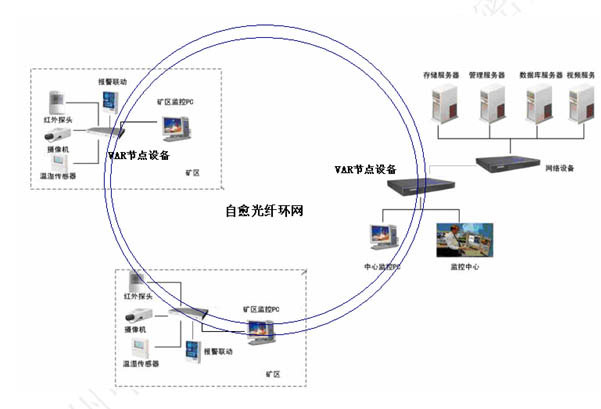 存储服务器 管理服务器 数据库服务器 视频服务
报警联动
红外探头
矿区监控PC
摄像机
VAR节点设备
温湿传感器
矿区
VAR节点设备
网络设备
自愈光纤环网
中心监控PC
监控中心
红外探头
矿区监控PC
摄像机
报警联动
温湿传感器
矿区